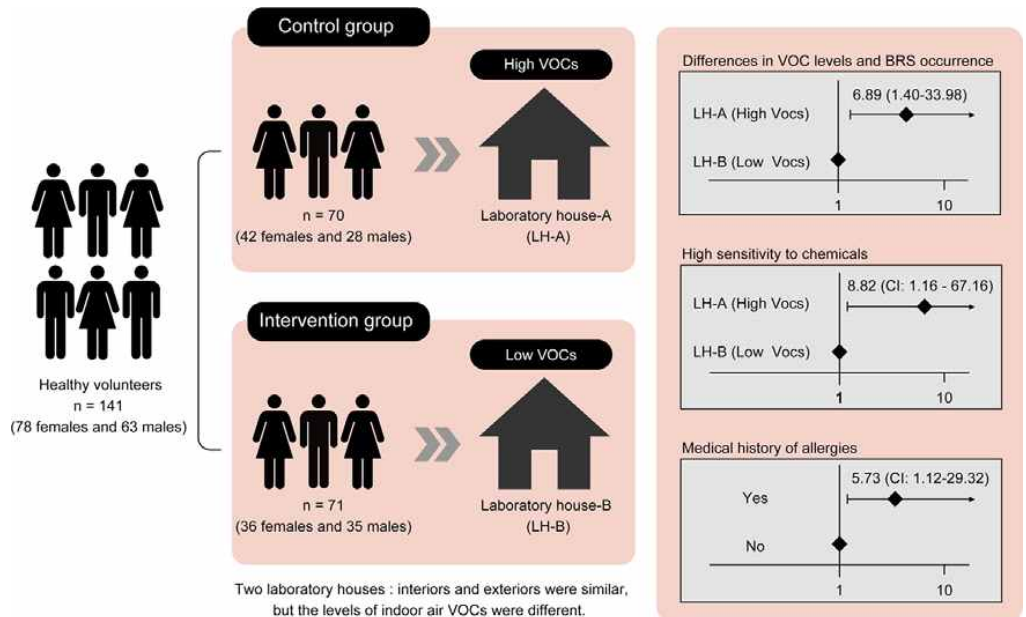 Healthy volunteers
n = 141
(78 females and 63 males)
Control group
High VOCs
n = 70
(42 females and 28 males)
Laboratory house-A
(LH-A)
Intervention group
Low VOCs
n = 71
(36 females and 35 males)
Laboratory house-B
(LH-B)
Two laboratory houses : interiors and exteriors were similar,
but the levels of indoor air VOCs were different.
Differences in VOC levels and BRS occurrence
6.89 (1.40-33.98)
LH-A (High Vocs)
LH-B (Low Vocs)
1 10
High sensitivity to chemicals
8.82 (CI: 1.16 - 67.16)
LH-A (High Vocs)
LH-B (Low Vocs)
1 10
Medical history of allergies
5.73 (CI: 1.12-29.32)
Yes
No
1 10